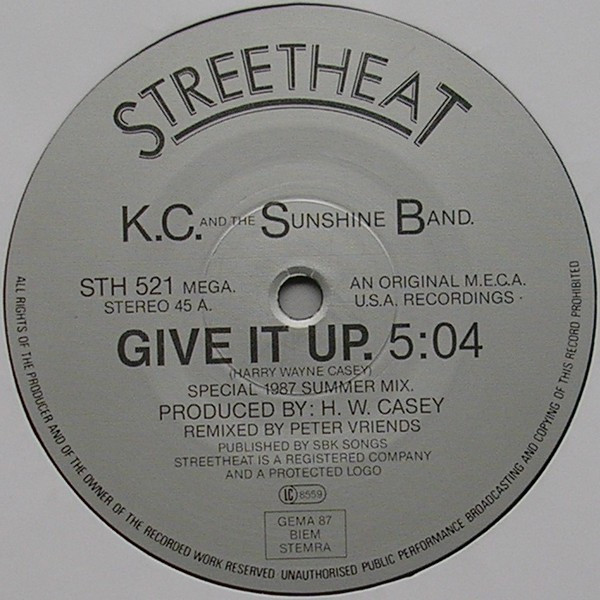 STREETHEAT
K.C. AND THE SUNSHINE BAND.
STH 521 MEGA.
STEREO 45 A.
AN ORIGINAL M.E.C.A.
U.S.A. RECORDINGS ·
GIVE IT UP. 5:04
(HARRY WAYNE CASEY)
SPECIAL 1987 SUMMER MIX.
PRODUCED BY: H. W. CASEY
REMIXED BY PETER VRIENDS
PUBLISHED BY SBK SONGS
STREETHEAT IS A REGISTERED COMPANY
AND A PROTECTED LOGO
LC 8559
GEMA 87
BIEM
STEMRA
ALL RIGHTS OF THE PRODUCER AND OF THE OWNER OF THE RECORDED WORK RESERVED UNAUTHORISED PUBLIC PERFORMANCE BROADCASTING AND COPYING OF THIS RECORD PROHIBITED